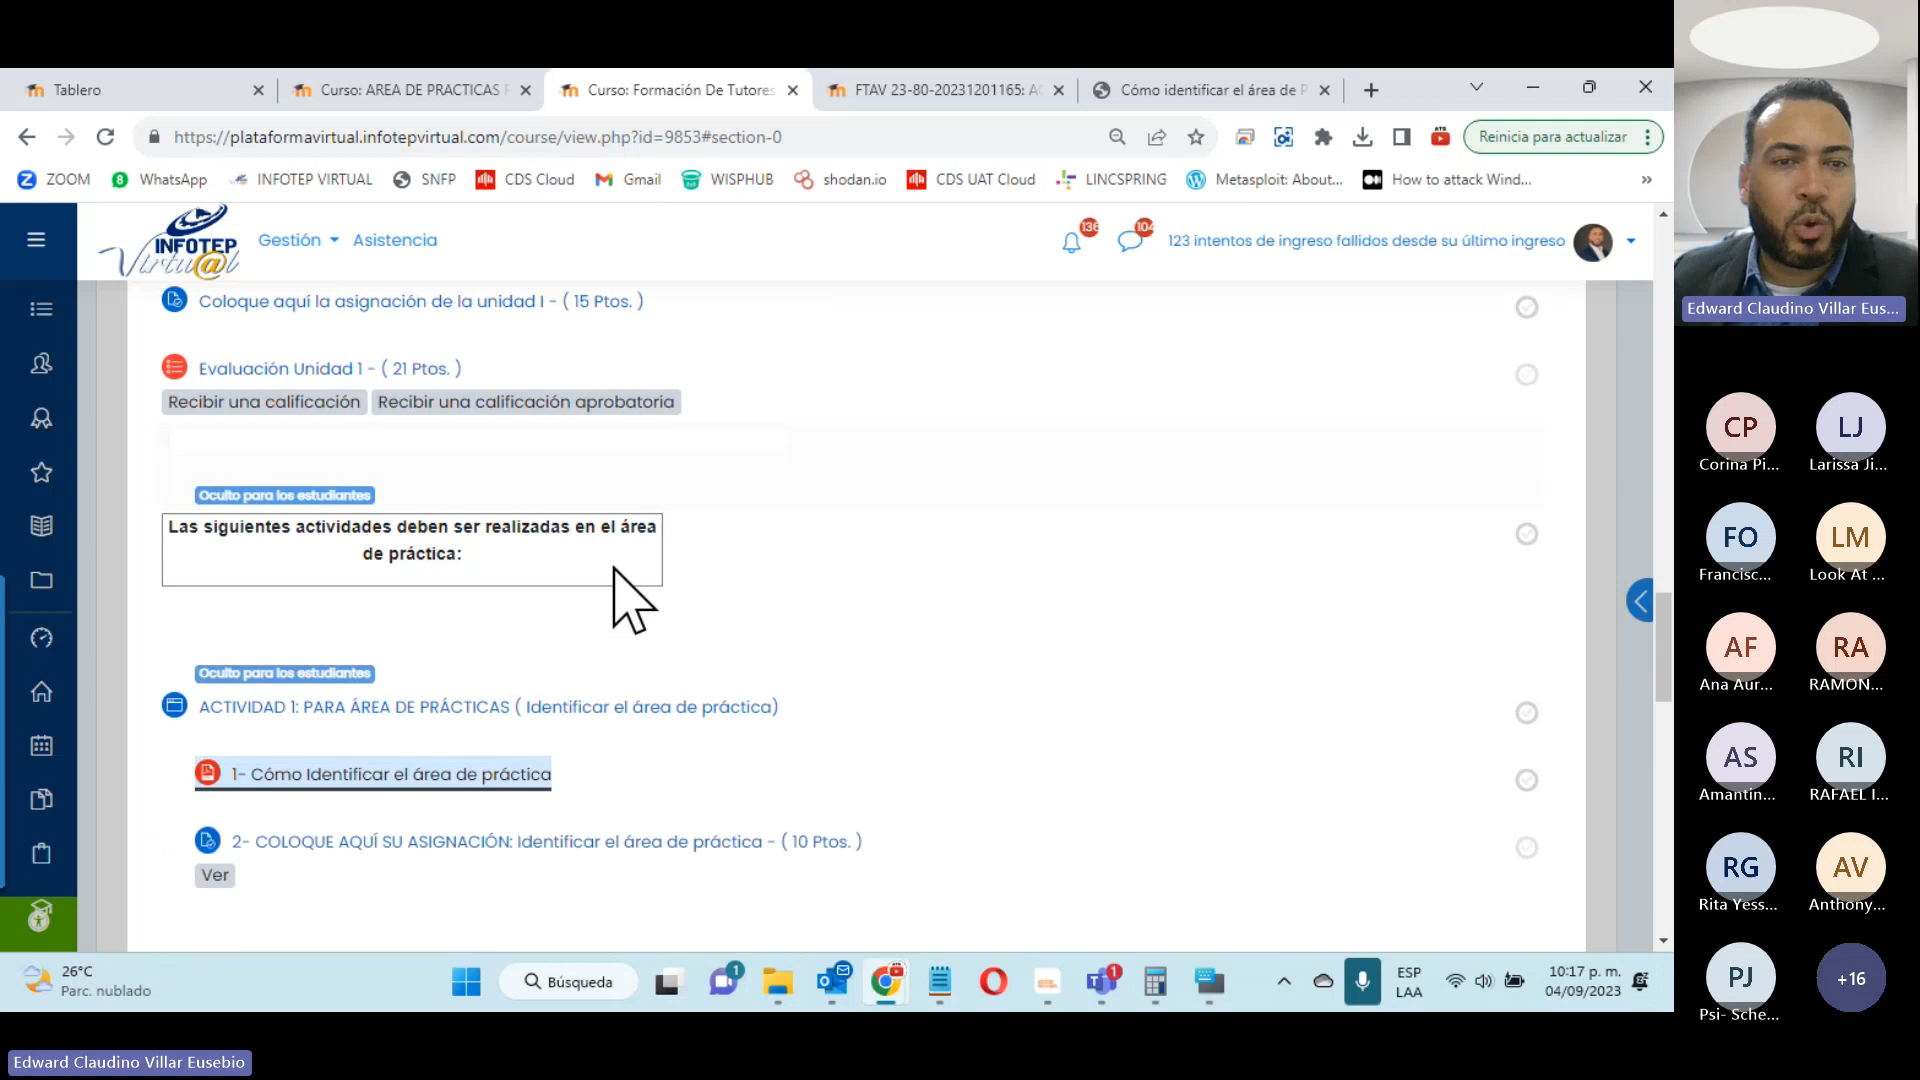 Tablero
Curso: AREA DE PRACTICAS
Curso: Formación De Tutores
FTAV 23-80-20231201165: A
Cómo identificar el área de P
https://plataformavirtual.infotepvirtual.com/course/view.php?id=9853#section-0
Reinicia para actualizar
ZOOM
WhatsApp
INFOTEP VIRTUAL
SNFP
CDS Cloud
Gmail
WISPHUB
shodan.io
CDS UAT Cloud
LINCSPRING
Metasploit: About...
How to attack Wind...
»
INFOTEP
Virtu@l
Gestión
Asistencia
104
123 intentos de ingreso fallidos desde su último ingreso
Edward Claudino Villar Eus...
Coloque aquí la asignación de la unidad I - ( 15 Ptos. )
Evaluación Unidad 1 - ( 21 Ptos. )
Recibir una calificación
Recibir una calificación aprobatoria
Oculto para los estudiantes
Las siguientes actividades deben ser realizadas en el área
de práctica:
Oculto para los estudiantes
ACTIVIDAD 1: PARA ÁREA DE PRÁCTICAS ( Identificar el área de práctica)
1- Cómo Identificar el área de práctica
2- COLOQUE AQUÍ SU ASIGNACIÓN: Identificar el área de práctica - ( 10 Ptos. )
Ver
CP
Corina Pi...
LJ
Larissa Ji...
FO
Francisc...
LM
Look At ...
AF
Ana Aur...
RA
RAMON...
AS
Amantin...
RI
RAFAEL I...
RG
Rita Yess...
AV
Anthony...
PJ
Psi- Sche...
+16
26°C
Parc. nublado
Búsqueda
1
1
ESP
LAA
10:17 p. m.
04/09/2023
Edward Claudino Villar Eusebio